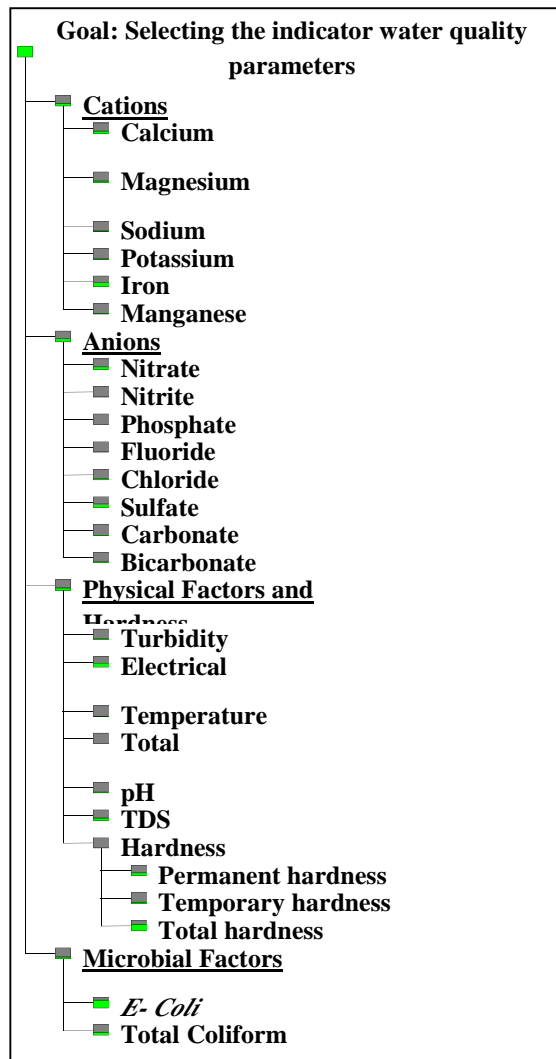 Goal: Selecting the indicator water quality
parameters
Cations
Calcium
Magnesium
Sodium
Potassium
Iron
Manganese
Anions
Nitrate
Nitrite
Phosphate
Fluoride
Chloride
Sulfate
Carbonate
Bicarbonate
Physical Factors and
Hardness
Turbidity
Electrical
Temperature
Total
pH
TDS
Hardness
Permanent hardness
Temporary hardness
Total hardness
Microbial Factors
E- Coli
Total Coliform